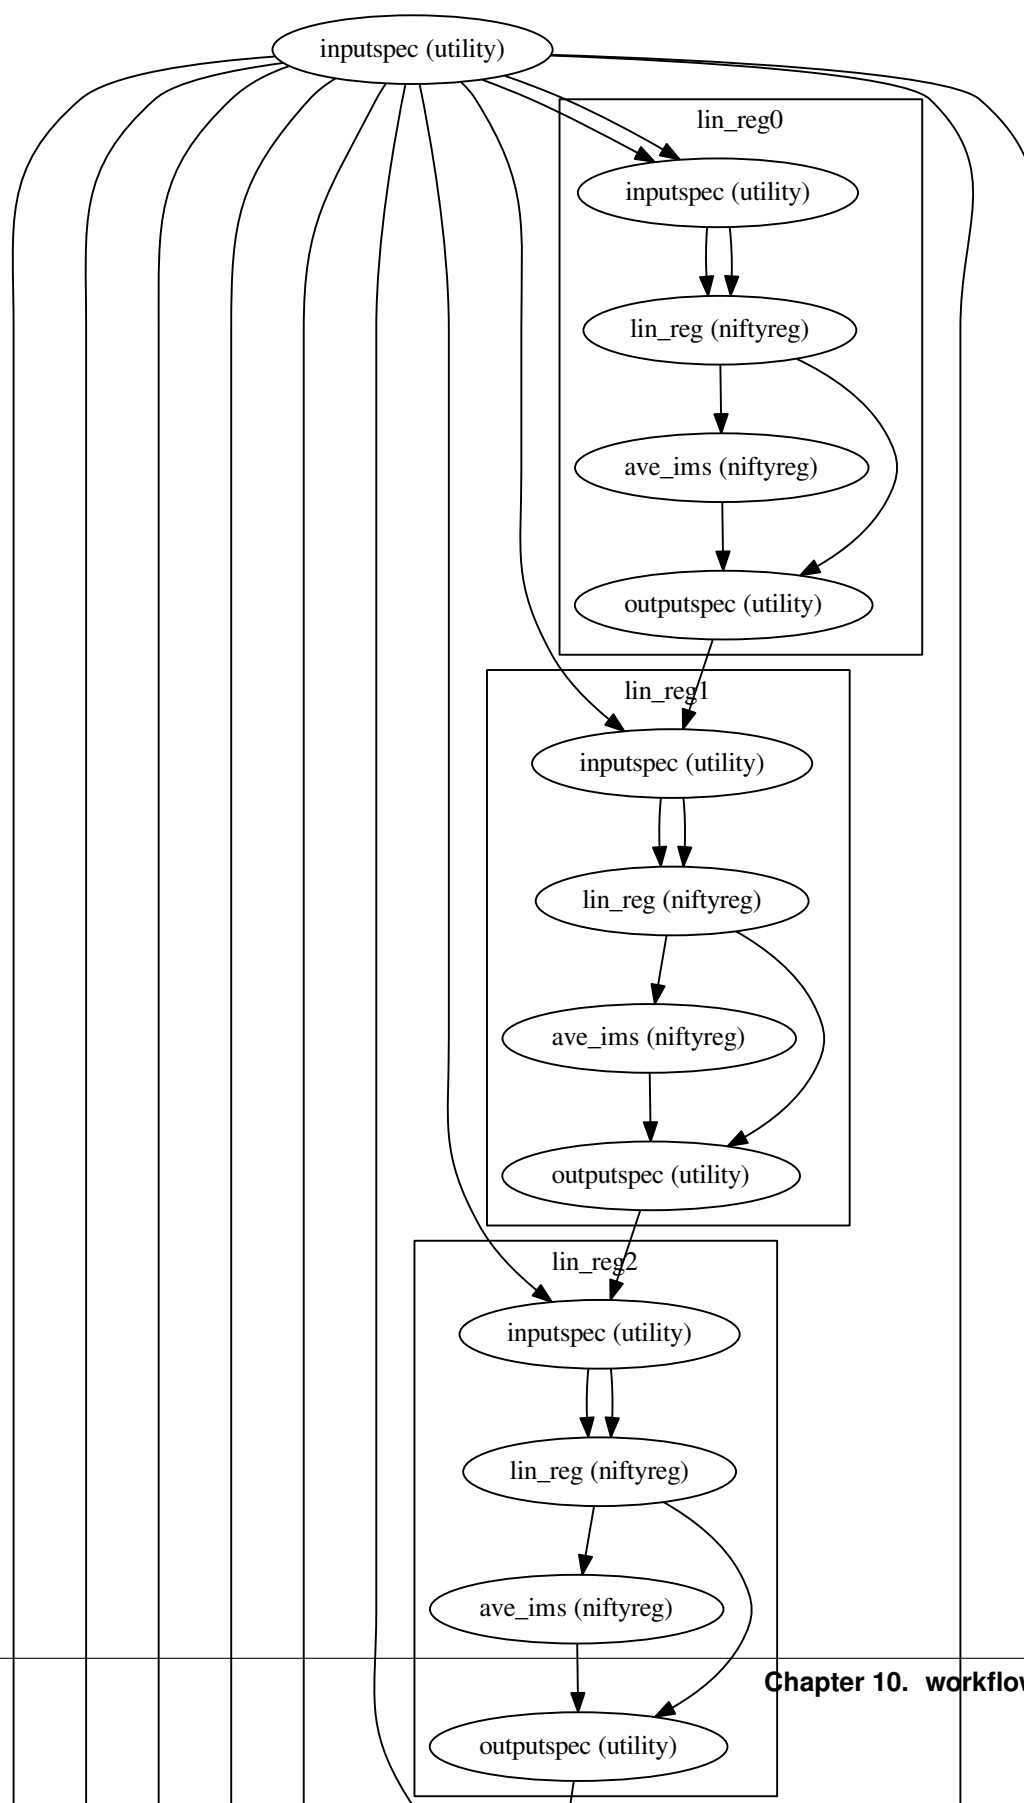 inputspec (utility)
lin_reg0
inputspec (utility)
lin_reg (niftyreg)
ave_ims (niftyreg)
outputspec (utility)
lin_reg1
inputspec (utility)
lin_reg (niftyreg)
ave_ims (niftyreg)
outputspec (utility)
lin_reg2
inputspec (utility)
lin_reg (niftyreg)
ave_ims (niftyreg)
Chapter 10. workflow
outputspec (utility)